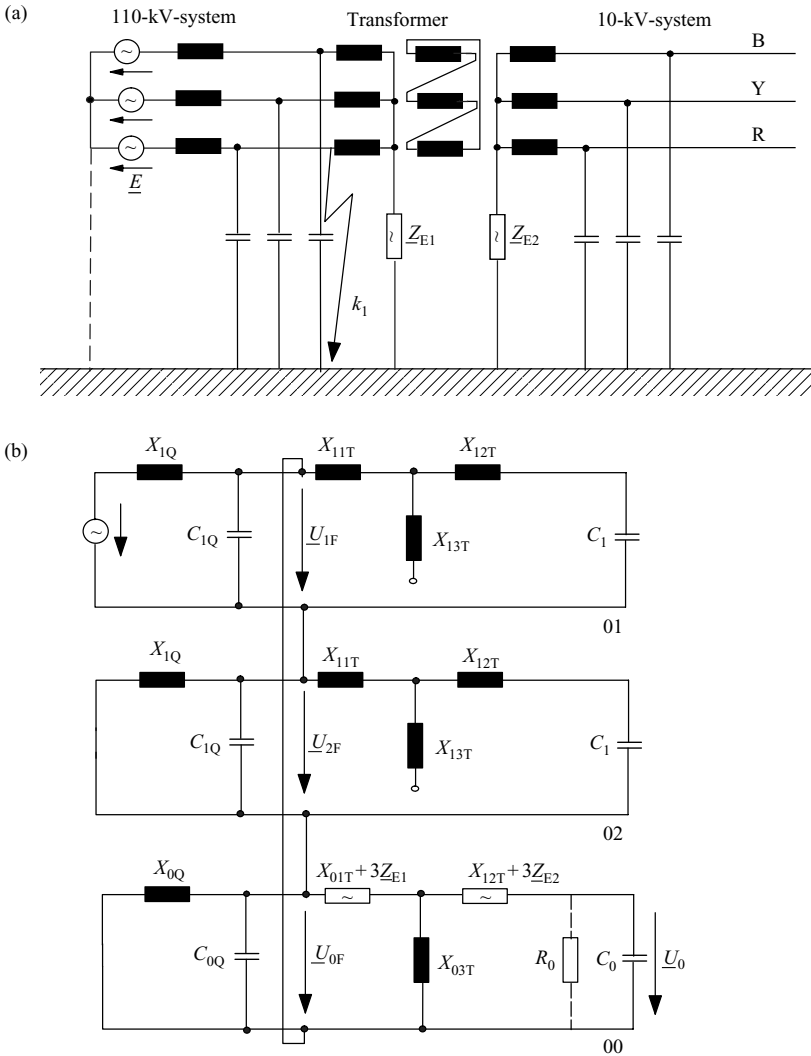 (a)
110-kV-system Transformer 10-kV-system
B
Y
R
~
~
~
E
~ Z_E1
~ Z_E2
k_1
(b)
X_1Q X_11T X_12T
~
C_1Q U_1F X_13T C_1
01
X_1Q X_11T X_12T
C_1Q U_2F X_13T C_1
02
X_0Q X_01T + 3Z_E1 X_12T + 3Z_E2
~ ~
C_0Q U_0F X_03T R_0 C_0 U_0
00